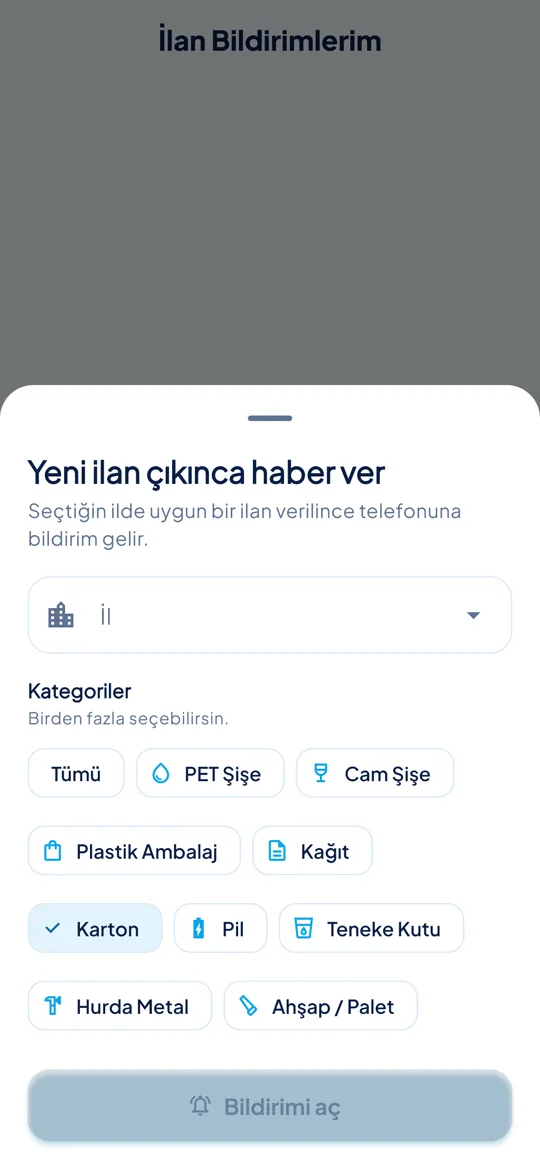 İlan Bildirimlerim
Yeni ilan çıkınca haber ver
Seçtiğin ilde uygun bir ilan verilince telefonuna
bildirim gelir.
İl
Kategoriler
Birden fazla seçebilirsin.
Tümü PET Şişe Cam Şişe
Plastik Ambalaj Kağıt
Karton Pil Teneke Kutu
Hurda Metal Ahşap / Palet
Bildirimi aç